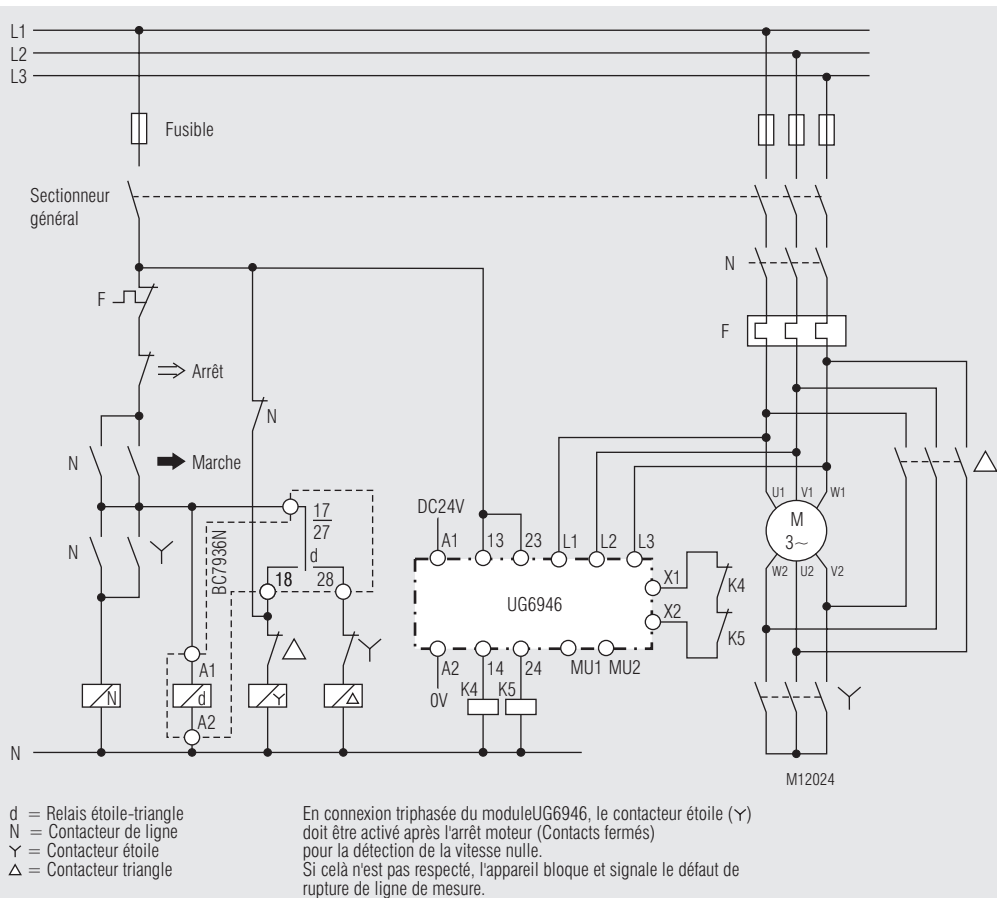 L1
L2
L3
Fusible
Sectionneur
général
N
F
F
Arrêt
N
N
Marche
17
27
DC24V
U1 V1 W1
M
3~
A1 13 23 L1 L2 L3
N
BC7936N
d
18 28
X1
K4
W2 U2 V2
UG6946
X2
K5
A1
A2 14 24 MU1 MU2
N d Y Δ
0V K4 K5
A2
Y
N
M12024
d = Relais étoile-triangle
N = Contacteur de ligne
Y = Contacteur étoile
Δ = Contacteur triangle
En connexion triphasée du moduleUG6946, le contacteur étoile (Y)
doit être activé après l'arrêt moteur (Contacts fermés)
pour la détection de la vitesse nulle.
Si celà n'est pas respecté, l'appareil bloque et signale le défaut de
rupture de ligne de mesure.